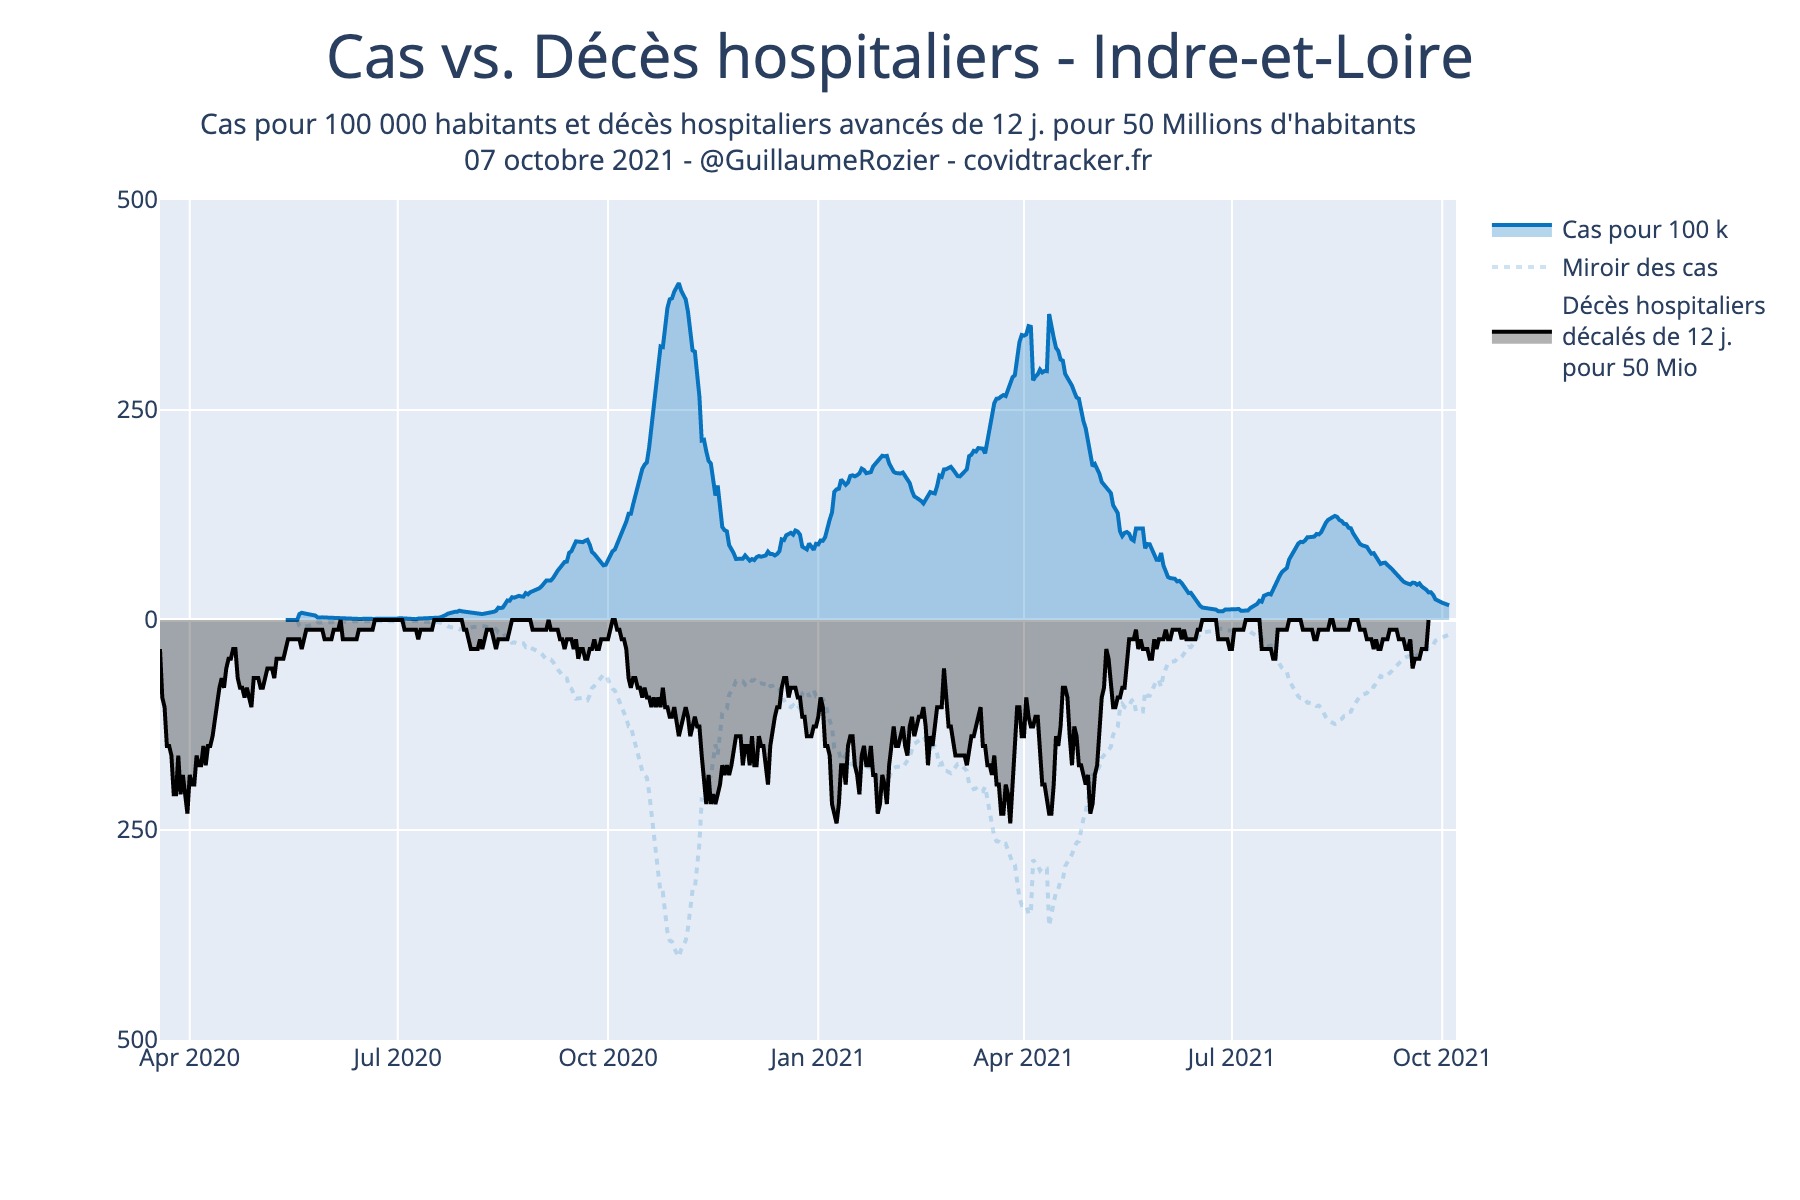 Cas vs. Décès hospitaliers - Indre-et-Loire
Cas pour 100 000 habitants et décès hospitaliers avancés de 12 j. pour 50 Millions d'habitants
07 octobre 2021 - @GuillaumeRozier - covidtracker.fr
500
250
0
250
500
Apr 2020
Jul 2020
Oct 2020
Jan 2021
Apr 2021
Jul 2021
Oct 2021
Cas pour 100 k
Miroir des cas
Décès hospitaliers
décalés de 12 j.
pour 50 Mio